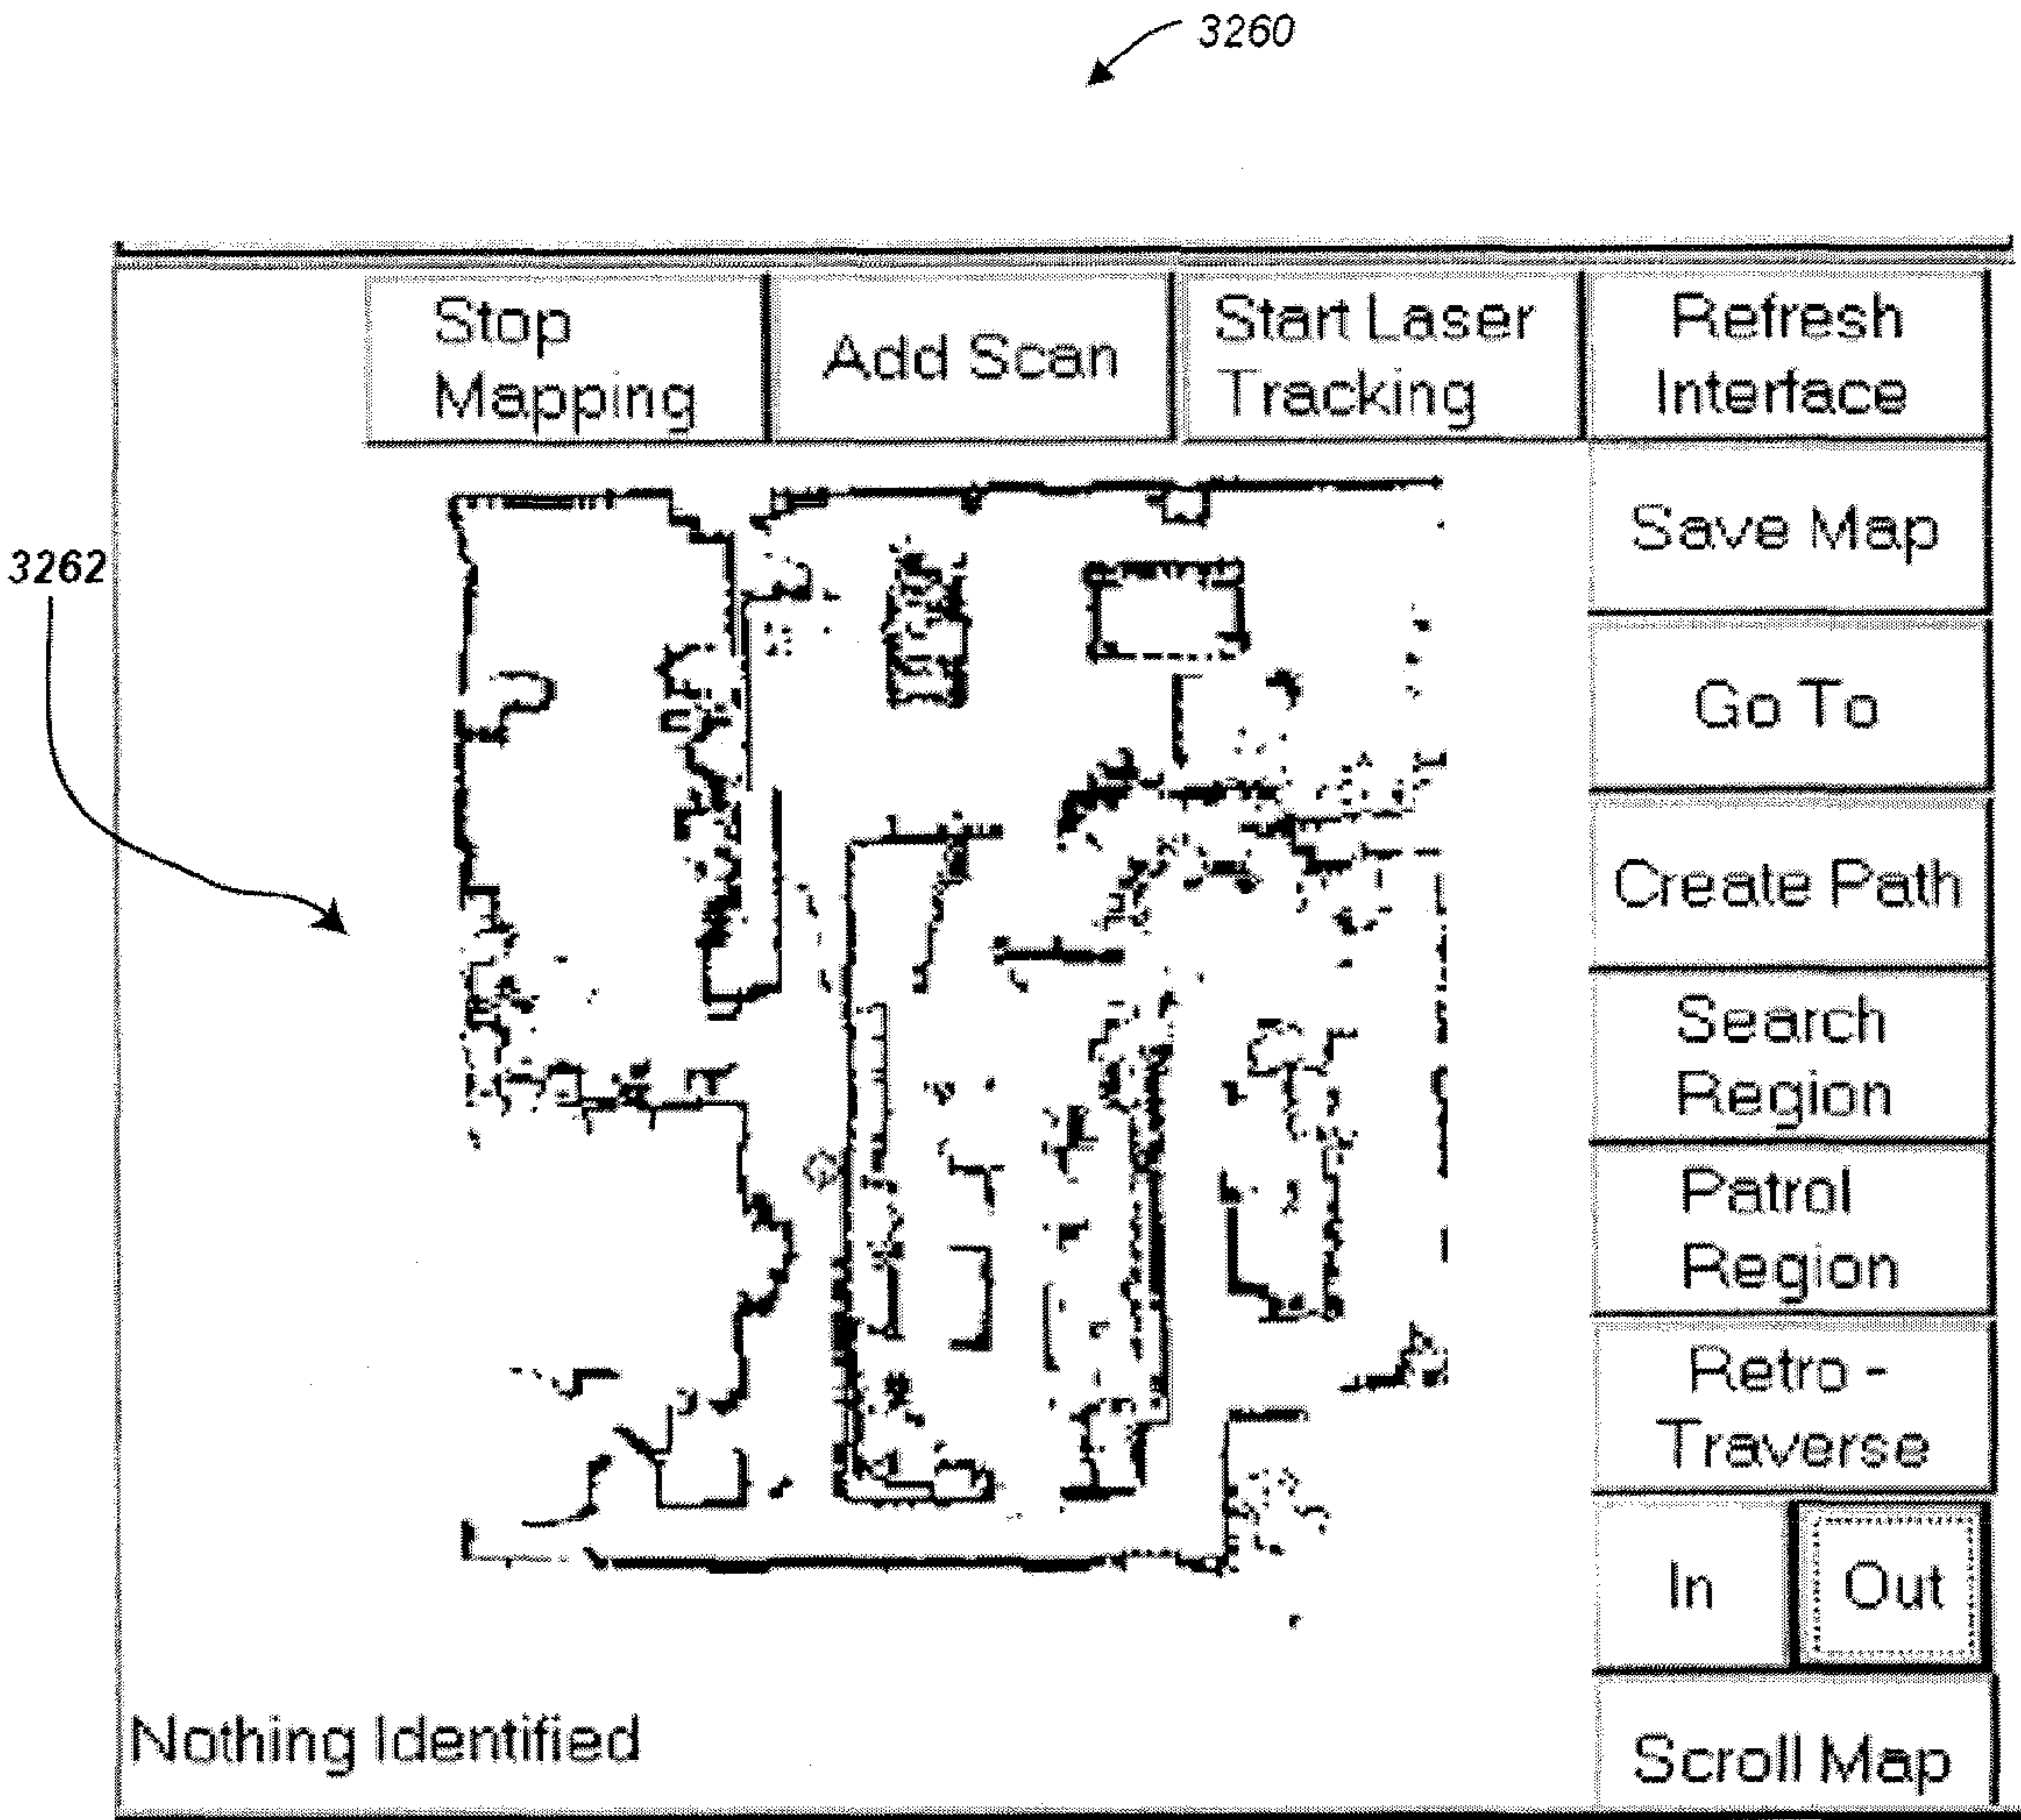 3260
Stop
Mapping
Add Scan
Start Laser
Tracking
Refresh
Interface
Save Map
3262
Go To
Create Path
Search
Region
Patrol
Region
Retro -
Traverse
In
Out
Nothing Identified
Scroll Map